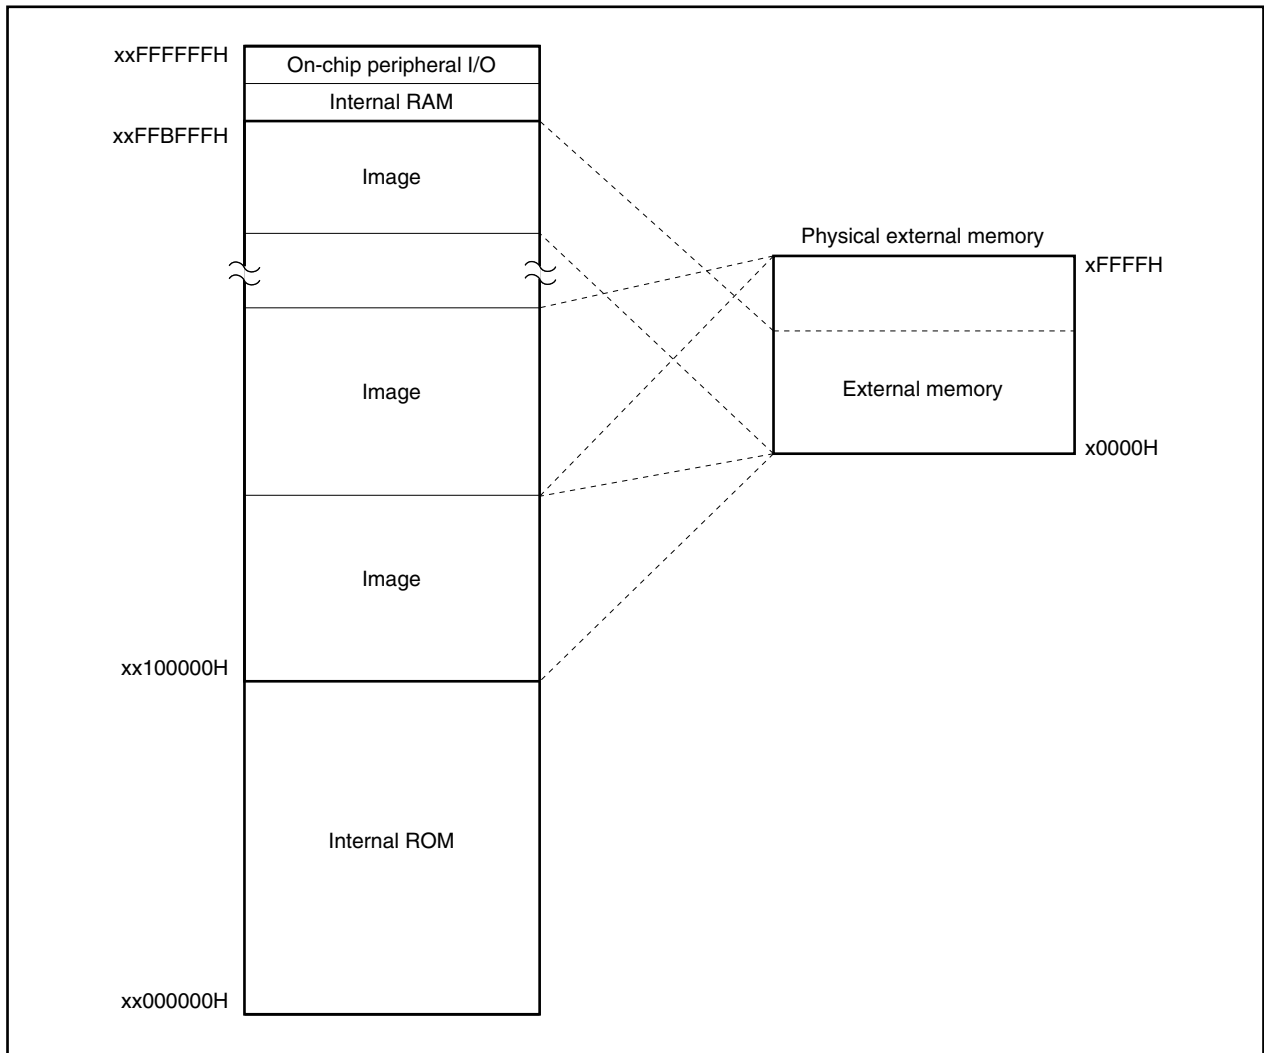 xxFFFFFFH
On-chip peripheral I/O
Internal RAM
xxFFBFFFH
Image
Physical external memory
xFFFFH
Image
External memory
x0000H
Image
xx100000H
Internal ROM
xx000000H